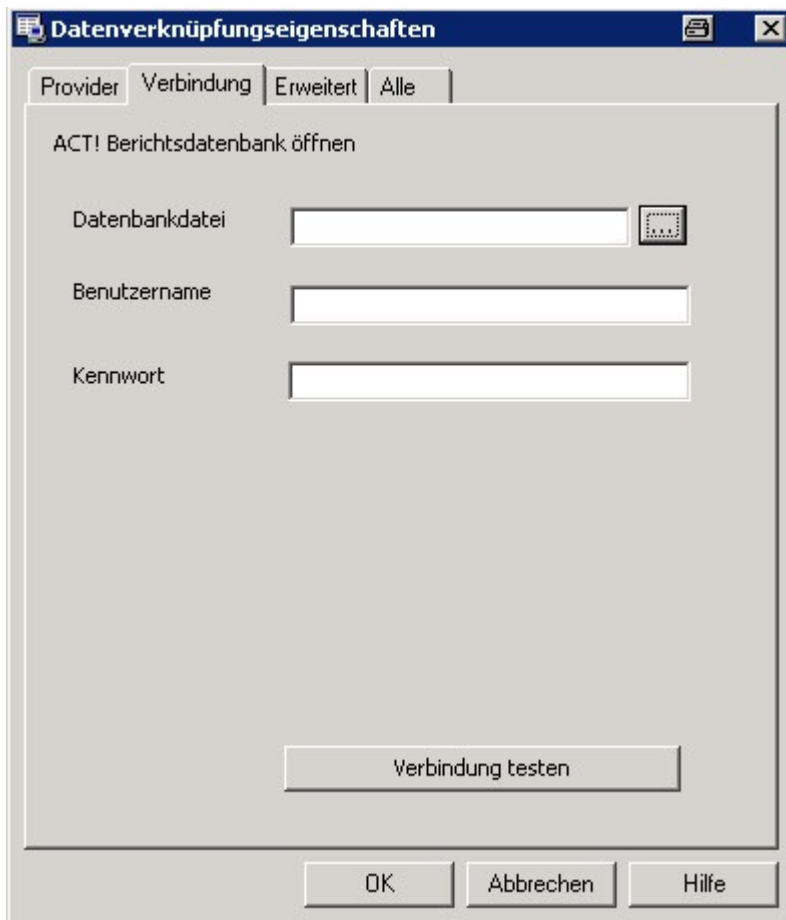 Datenverknüpfungseigenschaften
Provider Verbindung Erweitert Alle
ACT! Berichtsdatenbank öffnen
Datenbankdatei ...
Benutzername
Kennwort
Verbindung testen
OK Abbrechen Hilfe